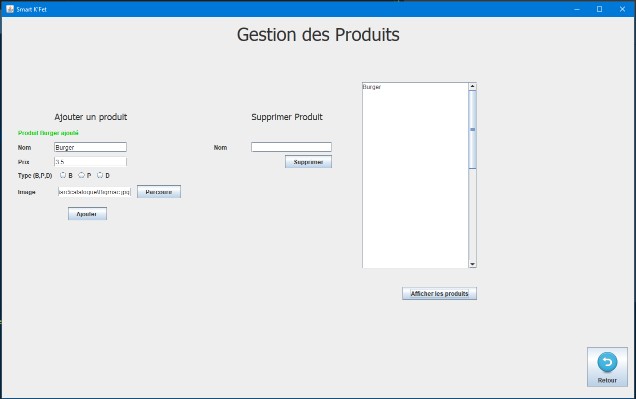 Smart K'Fet
Gestion des Produits
Ajouter un produit
Produit Burger ajouté
Nom
Burger
Prix
3.5
Type (B,P,D)
B
P
D
Image
Parcourir
Ajouter
Supprimer Produit
Nom
Supprimer
Burger
Afficher les produits
Retour